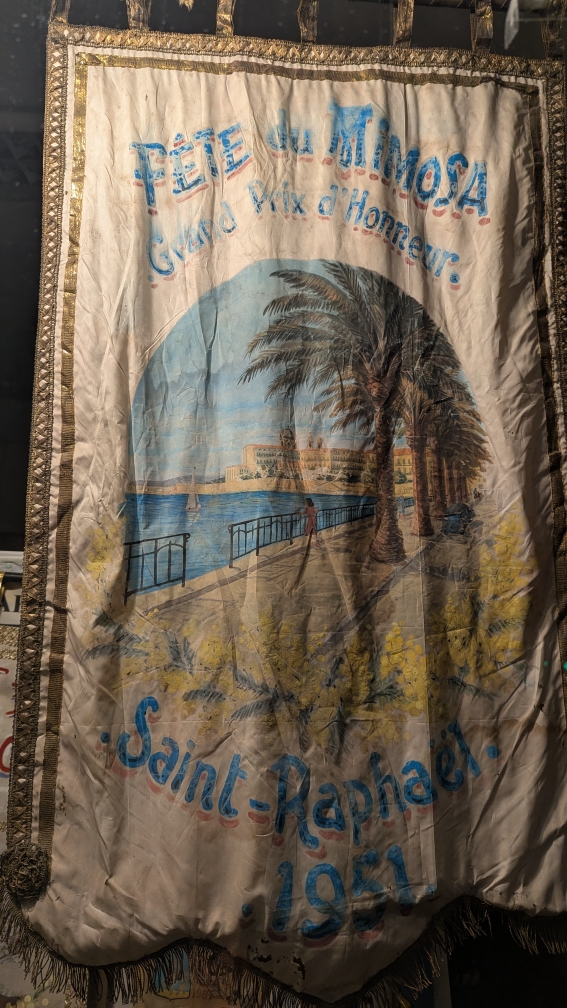 FÊTE du MIMOSA
Grand Prix d'Honneur.
. Saint-Raphaël.
. 1951.